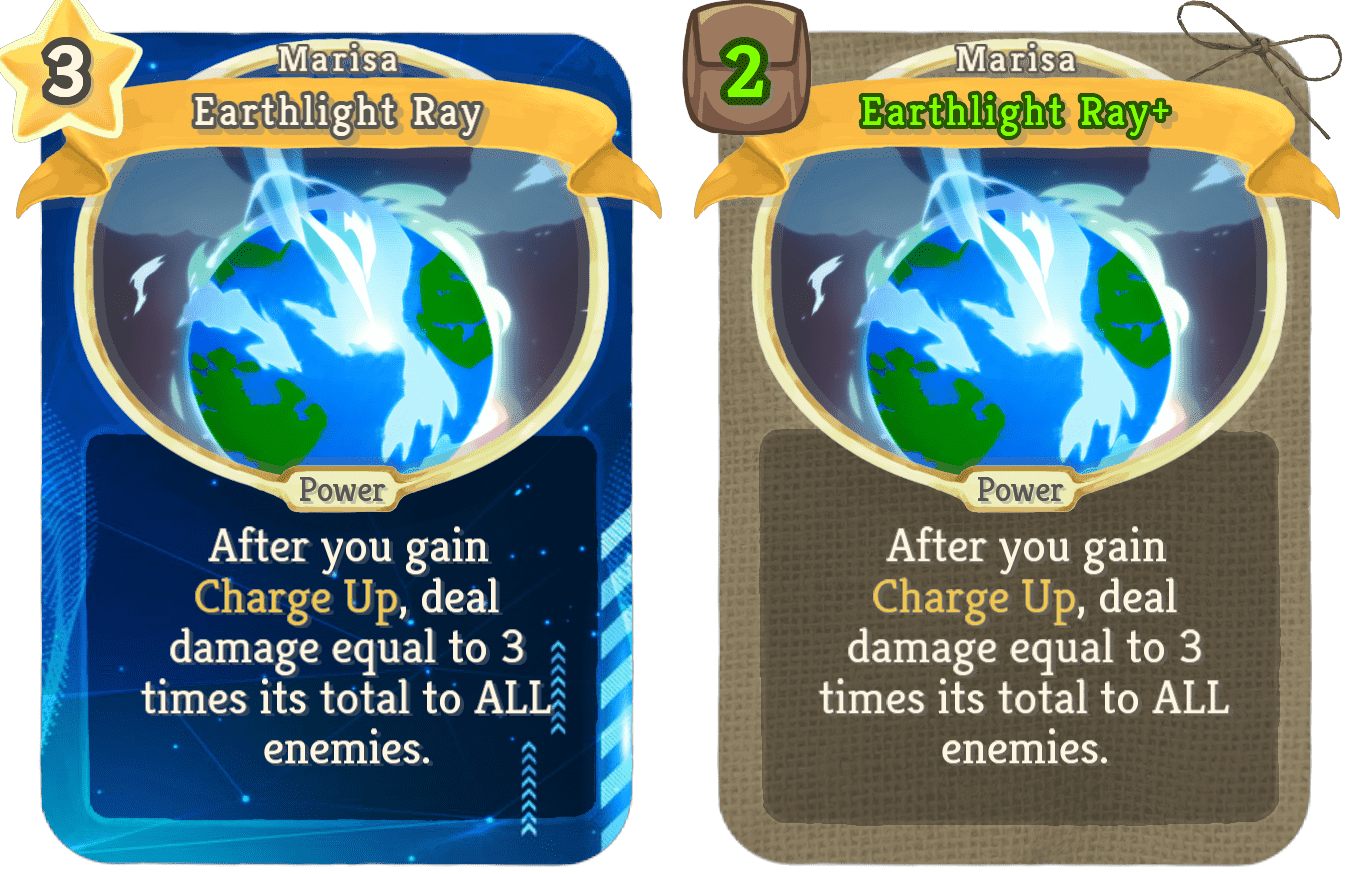 3
Marisa
Earthlight Ray
Power
After you gain
Charge Up, deal
damage equal to 3
times its total to ALL
enemies.
2
Marisa
Earthlight Ray+
Power
After you gain
Charge Up, deal
damage equal to 3
times its total to ALL
enemies.